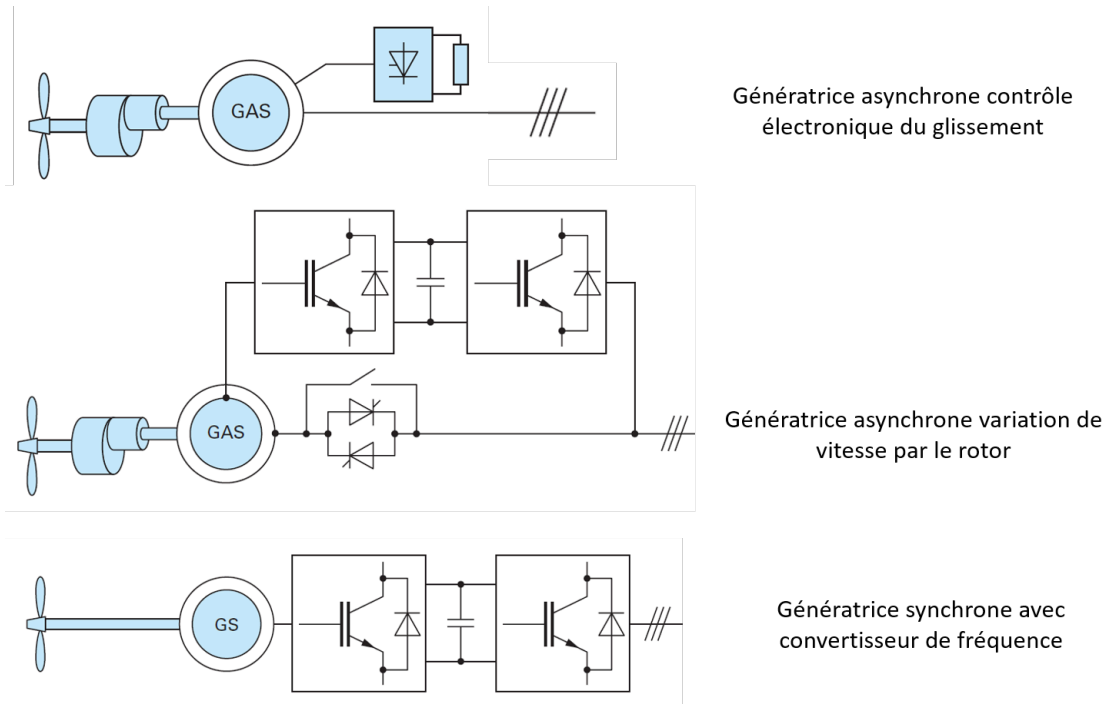 GAS
Génératrice asynchrone contrôle
électronique du glissement
GAS
Génératrice asynchrone variation de
vitesse par le rotor
GS
Génératrice synchrone avec
convertisseur de fréquence